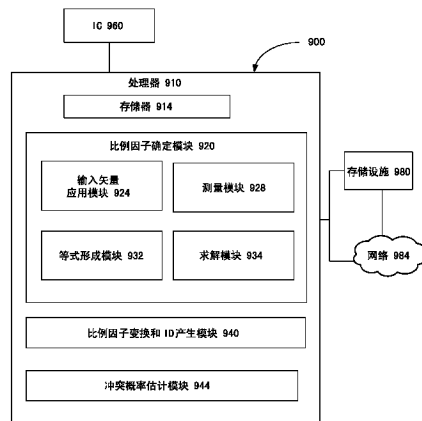 IC 960
900
处理器 910
存储器 914
比例因子确定模块 920
输入矢量
应用模块 924
测量模块 928
等式形成模块 932
求解模块 934
比例因子变换和 ID产生模块 940
冲突概率估计模块 944
存储设施 980
网络 984